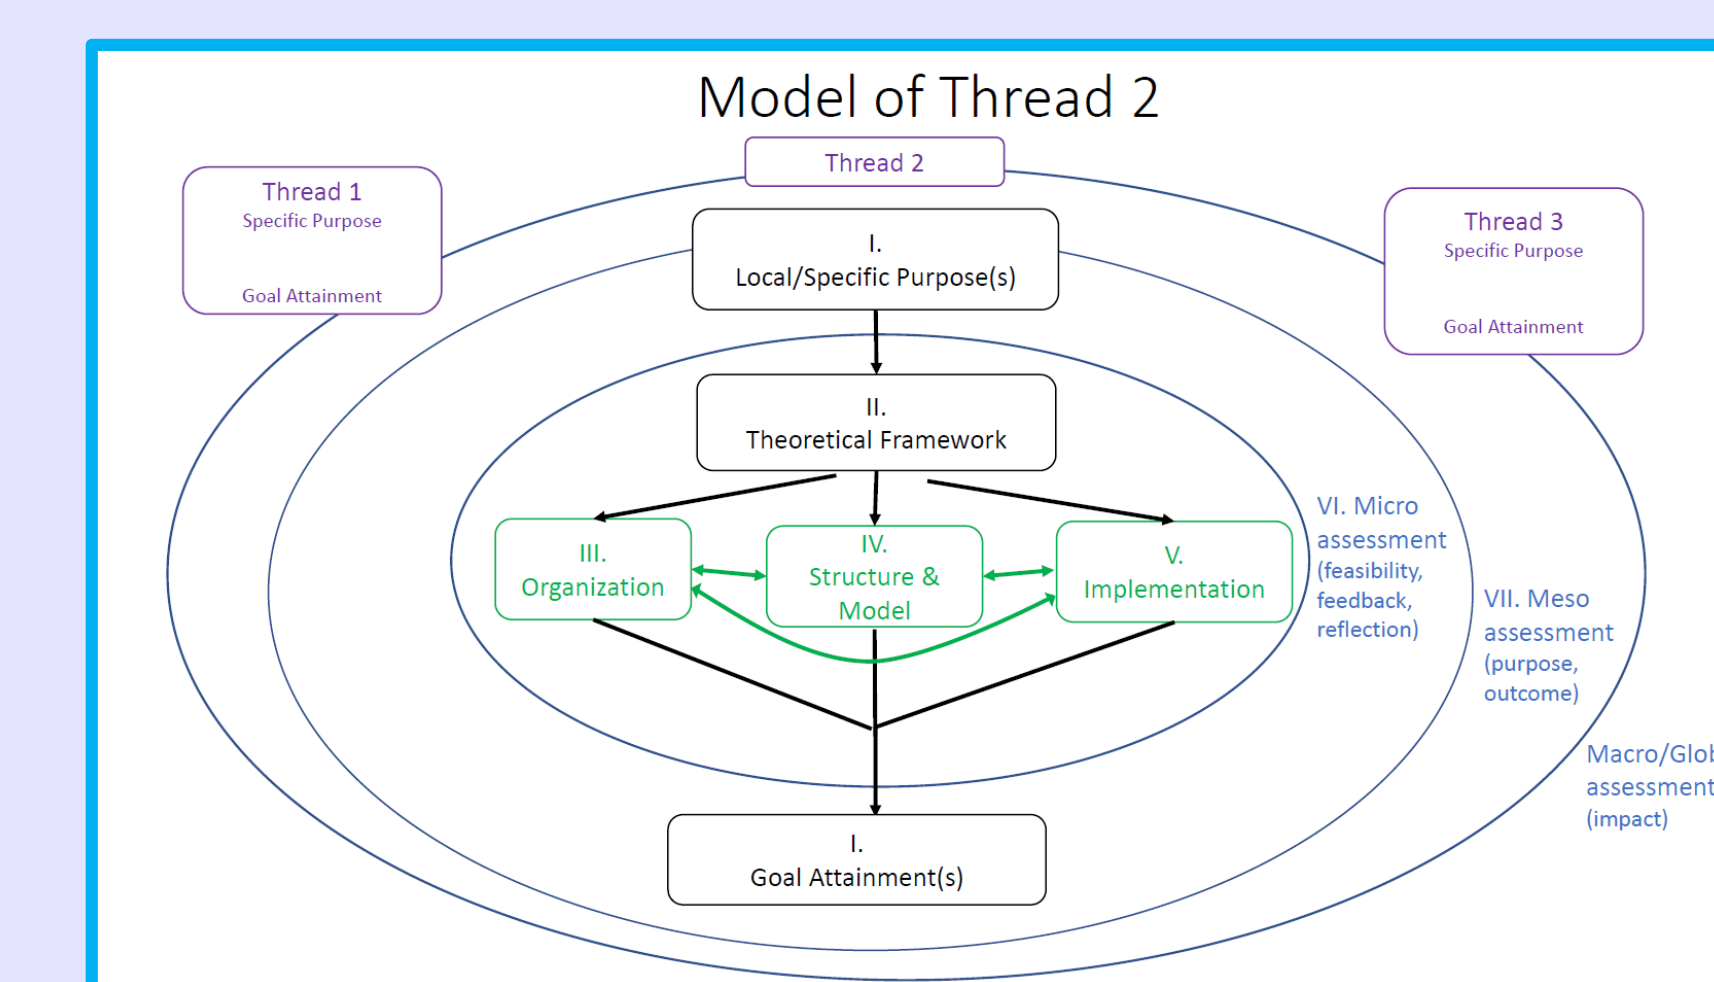 Model of Thread 2
Thread 2
Thread 1
Specific Purpose
Goal Attainment
Thread 3
Specific Purpose
Goal Attainment
I.
Local/Specific Purpose(s)
II.
Theoretical Framework
III.
Organization
IV.
Structure &
Model
V.
Implementation
VI. Micro
assessment
(feasibility,
feedback,
reflection)
VII. Meso
assessment
(purpose,
outcome)
assessment
(impact)
I.
Goal Attainment(s)